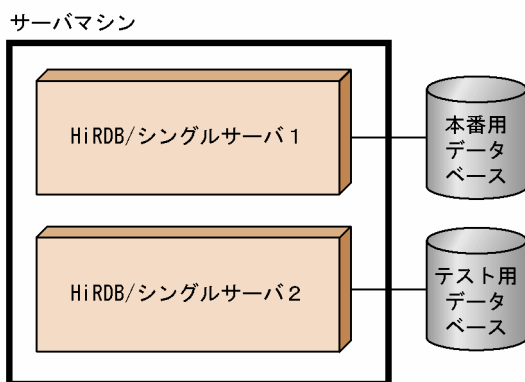 サーバマシン
HiRDB/シングルサーバ1
本番用
データ
ベース
HiRDB/シングルサーバ2
テスト用
データ
ベース